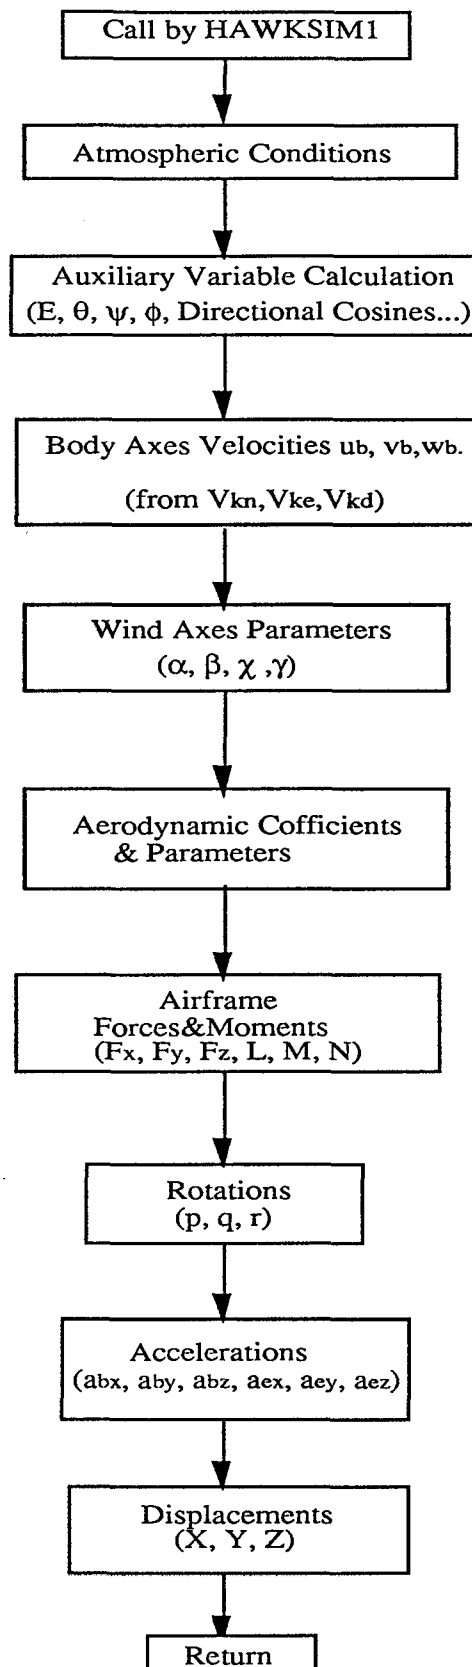 Call by HAWKSIM1
Atmospheric Conditions
Auxiliary Variable Calculation
(E, θ, ψ, ϕ, Directional Cosines...)
Body Axes Velocities ub, vb,wb.
(from Vkn,Vke,Vkd)
Wind Axes Parameters
(α, β, χ ,γ)
Aerodynamic Cofficients
& Parameters
Airframe
Forces&Moments
(Fx, Fy, Fz, L, M, N)
Rotations
(p, q, r)
Accelerations
(abx, aby, abz, aex, aey, aez)
Displacements
(X, Y, Z)
Return